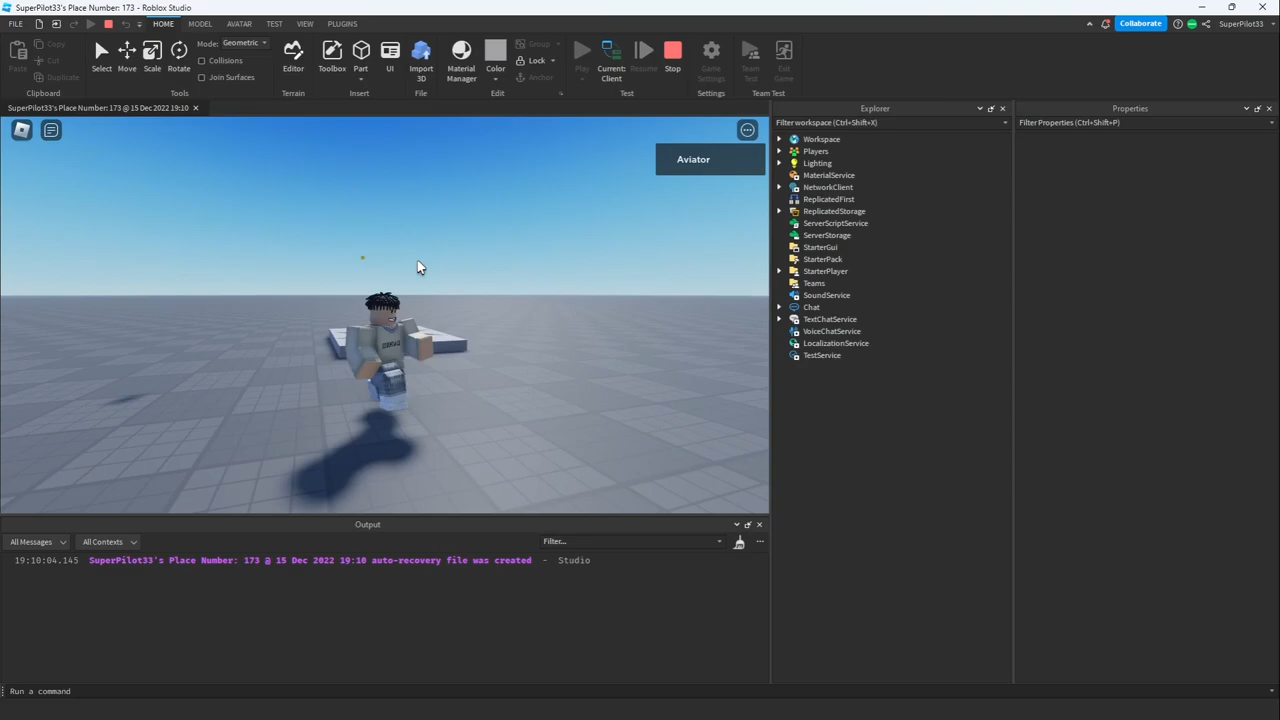 SuperPilot33's Place Number: 173 - Roblox Studio
FILE HOME MODEL AVATAR TEST VIEW PLUGINS Collaborate SuperPilot33
Paste Copy Cut Duplicate Clipboard
Select Move Scale Rotate Mode: Geometric Collisions Join Surfaces Tools
Editor Terrain
Toolbox Part UI Insert
Import 3D File
Material Manager Color Group Lock Anchor Edit
Play Current: Client Resume Stop Test
Game Settings Settings
Team Test Exit Game Team Test
SuperPilot33's Place Number: 173 @ 15 Dec 2022 19:10
Aviator
Explorer
Filter workspace (Ctrl+Shift+X)
Workspace
Players
Lighting
MaterialService
NetworkClient
ReplicatedFirst
ReplicatedStorage
ServerScriptService
ServerStorage
StarterGui
StarterPack
StarterPlayer
Teams
SoundService
Chat
TextChatService
VoiceChatService
LocalizationService
TestService
Properties
Filter Properties (Ctrl+Shift+P)
Output
All Messages All Contexts Filter...
19:10:04.145 SuperPilot33's Place Number: 173 @ 15 Dec 2022 19:10 auto-recovery file was created - Studio
Run a command